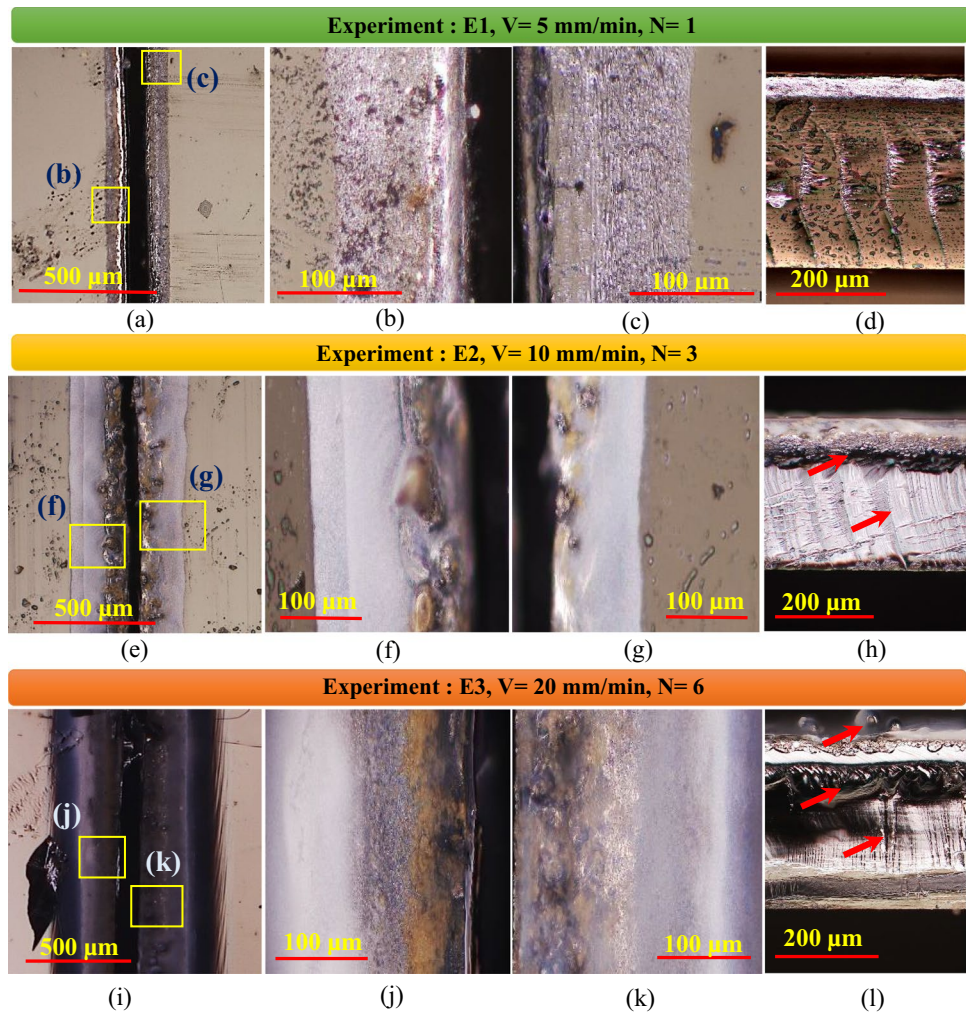 Experiment : E1, V= 5 mm/min, N= 1
(c)
(b)
500 µm
100 µm
100 µm
200 µm
(a)
(b)
(c)
(d)
Experiment : E2, V= 10 mm/min, N= 3
(g)
(f)
500 µm
100 µm
100 µm
200 µm
(e)
(f)
(g)
(h)
Experiment : E3, V= 20 mm/min, N= 6
(j)
(k)
500 µm
100 µm
100 µm
200 µm
(i)
(j)
(k)
(l)